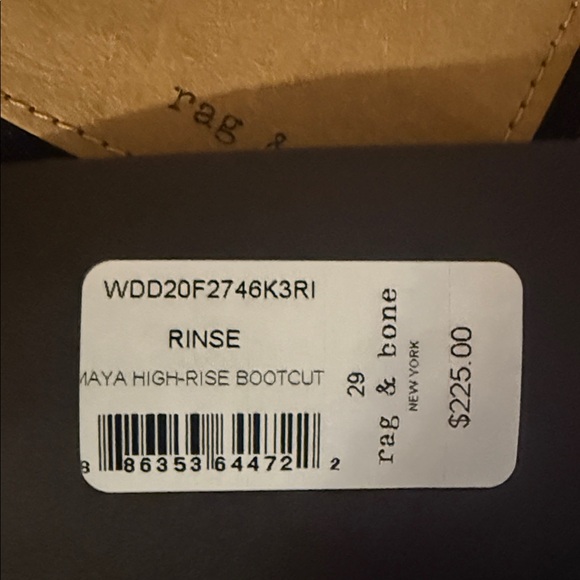 rag &
WDD20F2746K3RI
RINSE
MAYA HIGH-RISE BOOTCUT
8 86353 64472 2
29
rag & bone
NEW YORK
$225.00